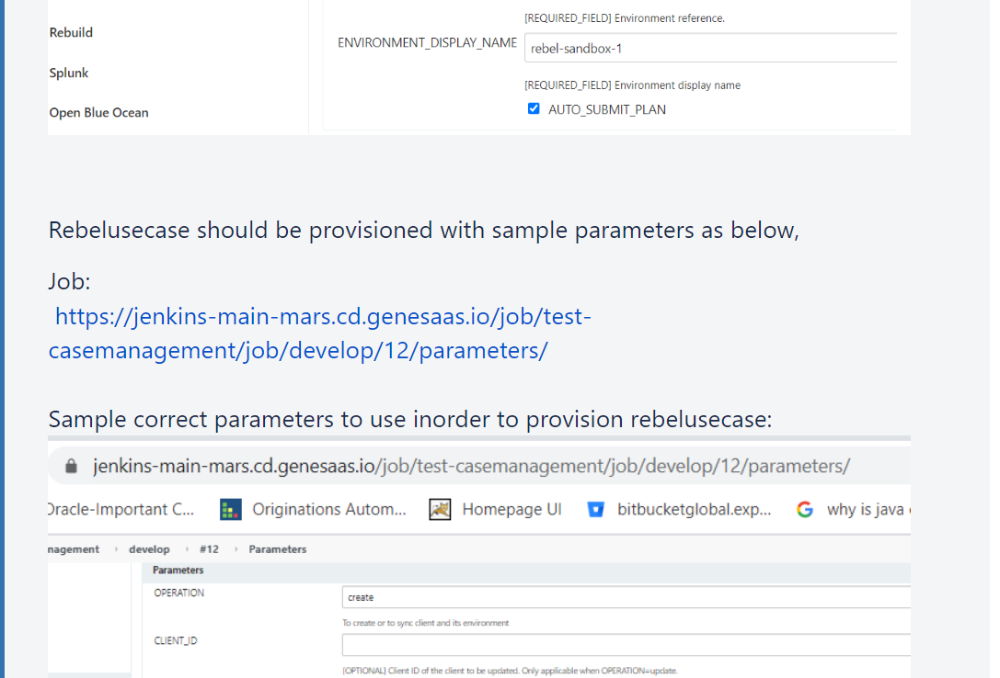 [REQUIRED_FIELD] Environment reference.
Rebuild
ENVIRONMENT_DISPLAY_NAME
rebel-sandbox-1
Splunk
[REQUIRED_FIELD] Environment display name
Open Blue Ocean
AUTO_SUBMIT_PLAN
Rebelusecase should be provisioned with sample parameters as below,
Job:
https://jenkins-main-mars.cd.genesaas.io/job/test-
casemanagement/job/develop/12/parameters/
Sample correct parameters to use inorder to provision rebelusecase:
jenkins-main-mars.cd.genesaas.io/job/test-casemanagement/job/develop/12/parameters/
Oracle-Important C... Originations Autom... Homepage UI bitbucketglobal.exp... why is java
nagement › develop › #12 › Parameters
Parameters
OPERATION
create
To create or to sync client and its environment
CLIENT_ID
[OPTIONAL] Client ID of the client to be updated. Only applicable when OPERATION=update.